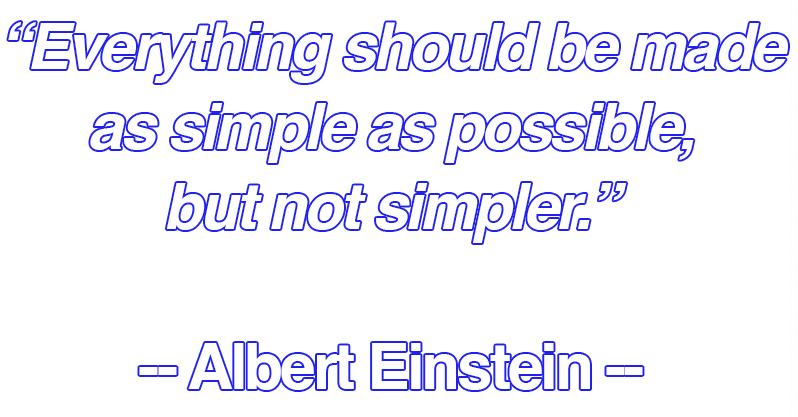 “Everything should be made
as simple as possible,
but not simpler.”
-- Albert Einstein --